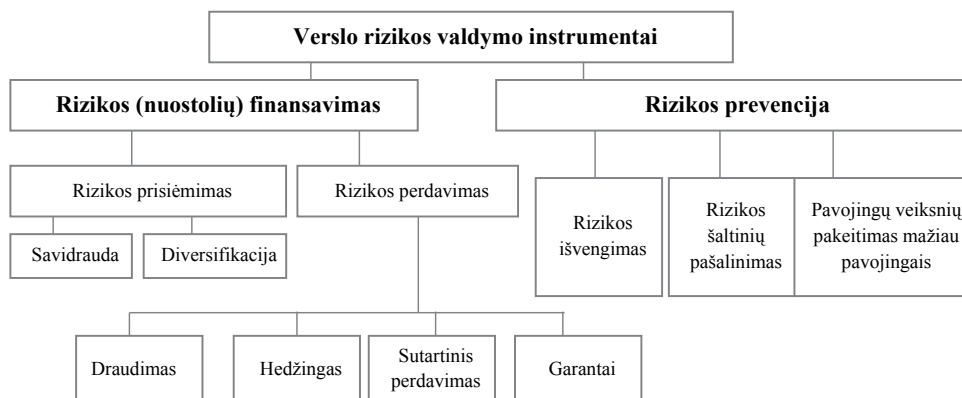 Verslo rizikos valdymo instrumentai
Rizikos (nuostolių) finansavimas
Rizikos prevencija
Rizikos prisiėmimas
Rizikos perdavimas
Rizikos
išvengimas
Rizikos
šaltinių
pašalinimas
Pavojingų veiksnių
pakeitimas mažiau
pavojingais
Savidrauda
Diversifikacija
Draudimas
Hedžingas
Sutartinis
perdavimas
Garantai